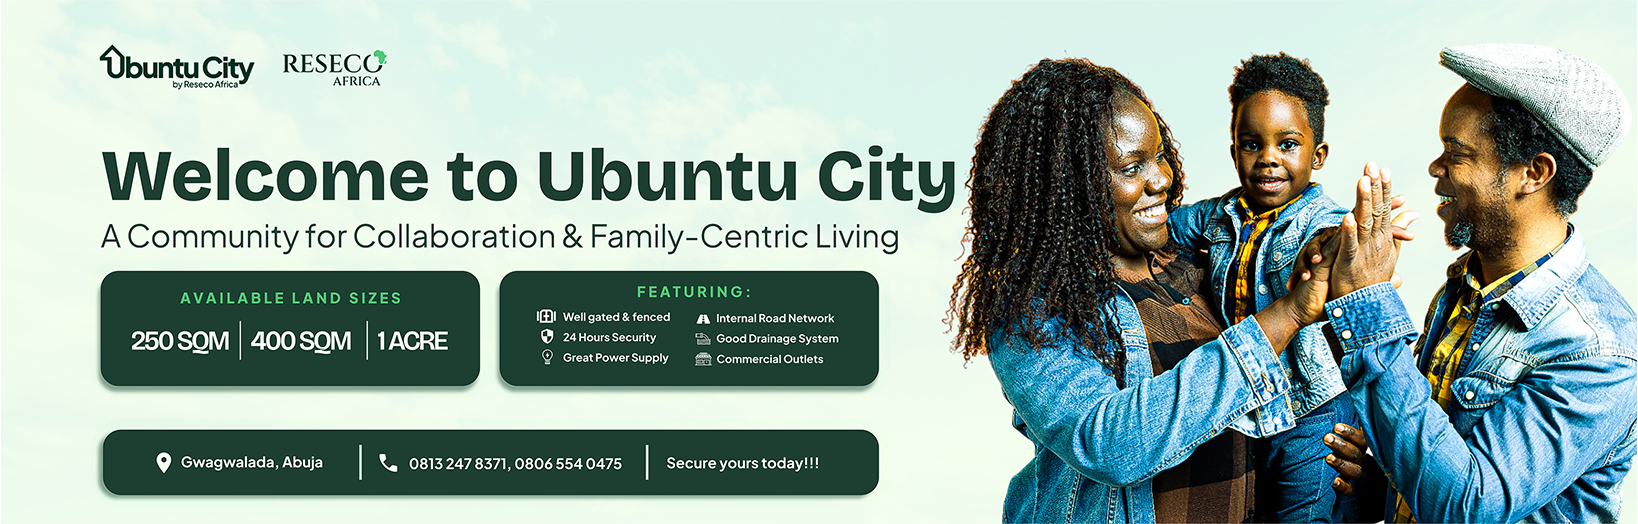 Ubuntu City
by Reseco Africa
RESECO
AFRICA
Welcome to Ubuntu City
A Community for Collaboration & Family-Centric Living
AVAILABLE LAND SIZES
250 SQM | 400 SQM | 1 ACRE
FEATURING:
Well gated & fenced
24 Hours Security
Great Power Supply
Internal Road Network
Good Drainage System
Commercial Outlets
Gwagwalada, Abuja | 0813 247 8371, 0806 554 0475 | Secure yours today!!!